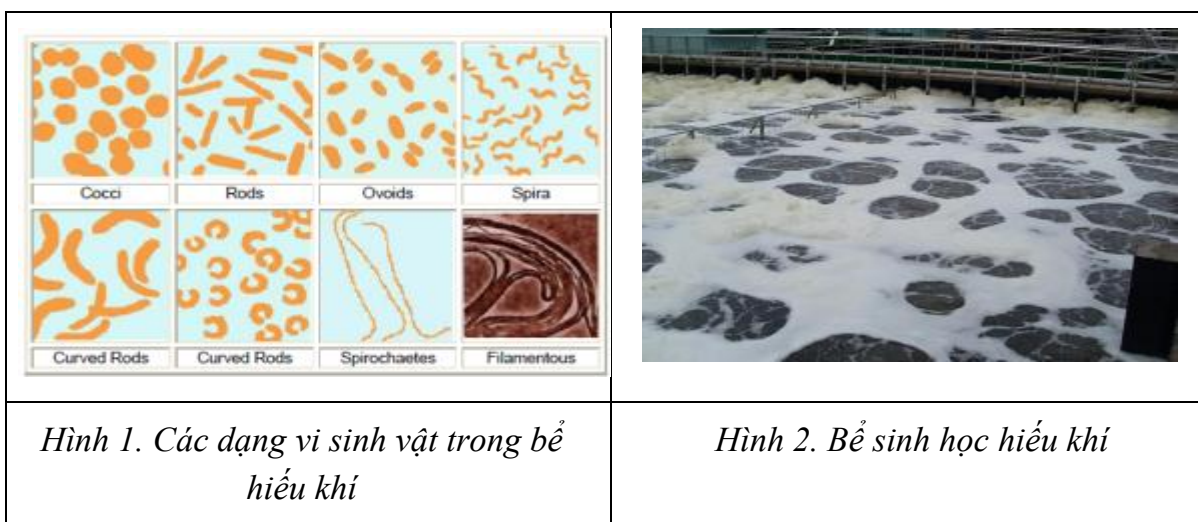 Cocci
Rods
Ovoids
Spira
Curved Rods
Curved Rods
Spirochaetes
Filamentous
Hình 1. Các dạng vi sinh vật trong bể
hiếu khí
Hình 2. Bể sinh học hiếu khí